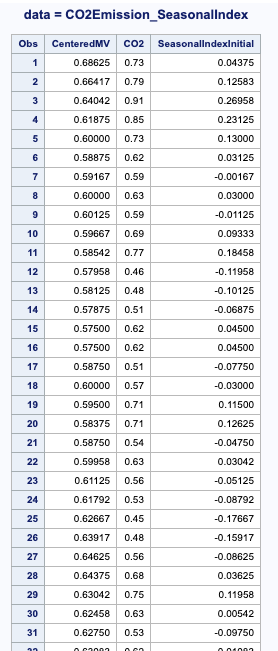 data = CO2Emission_SeasonalIndex
Obs CenteredMV CO2 SeasonalIndexInitial
1 0.68625 0.73 0.04375
2 0.66417 0.79 0.12583
3 0.64042 0.91 0.26958
4 0.61875 0.85 0.23125
5 0.60000 0.73 0.13000
6 0.58875 0.62 0.03125
7 0.59167 0.59 -0.00167
8 0.60000 0.63 0.03000
9 0.60125 0.59 -0.01125
10 0.59667 0.69 0.09333
11 0.58542 0.77 0.18458
12 0.57958 0.46 -0.11958
13 0.58125 0.48 -0.10125
14 0.57875 0.51 -0.06875
15 0.57500 0.62 0.04500
16 0.57500 0.62 0.04500
17 0.58750 0.51 -0.07750
18 0.60000 0.57 -0.03000
19 0.59500 0.71 0.11500
20 0.58375 0.71 0.12625
21 0.58750 0.54 -0.04750
22 0.59958 0.63 0.03042
23 0.61125 0.56 -0.05125
24 0.61792 0.53 -0.08792
25 0.62667 0.45 -0.17667
26 0.63917 0.48 -0.15917
27 0.64625 0.56 -0.08625
28 0.64375 0.68 0.03625
29 0.63042 0.75 0.11958
30 0.62458 0.63 0.00542
31 0.62750 0.53 -0.09750